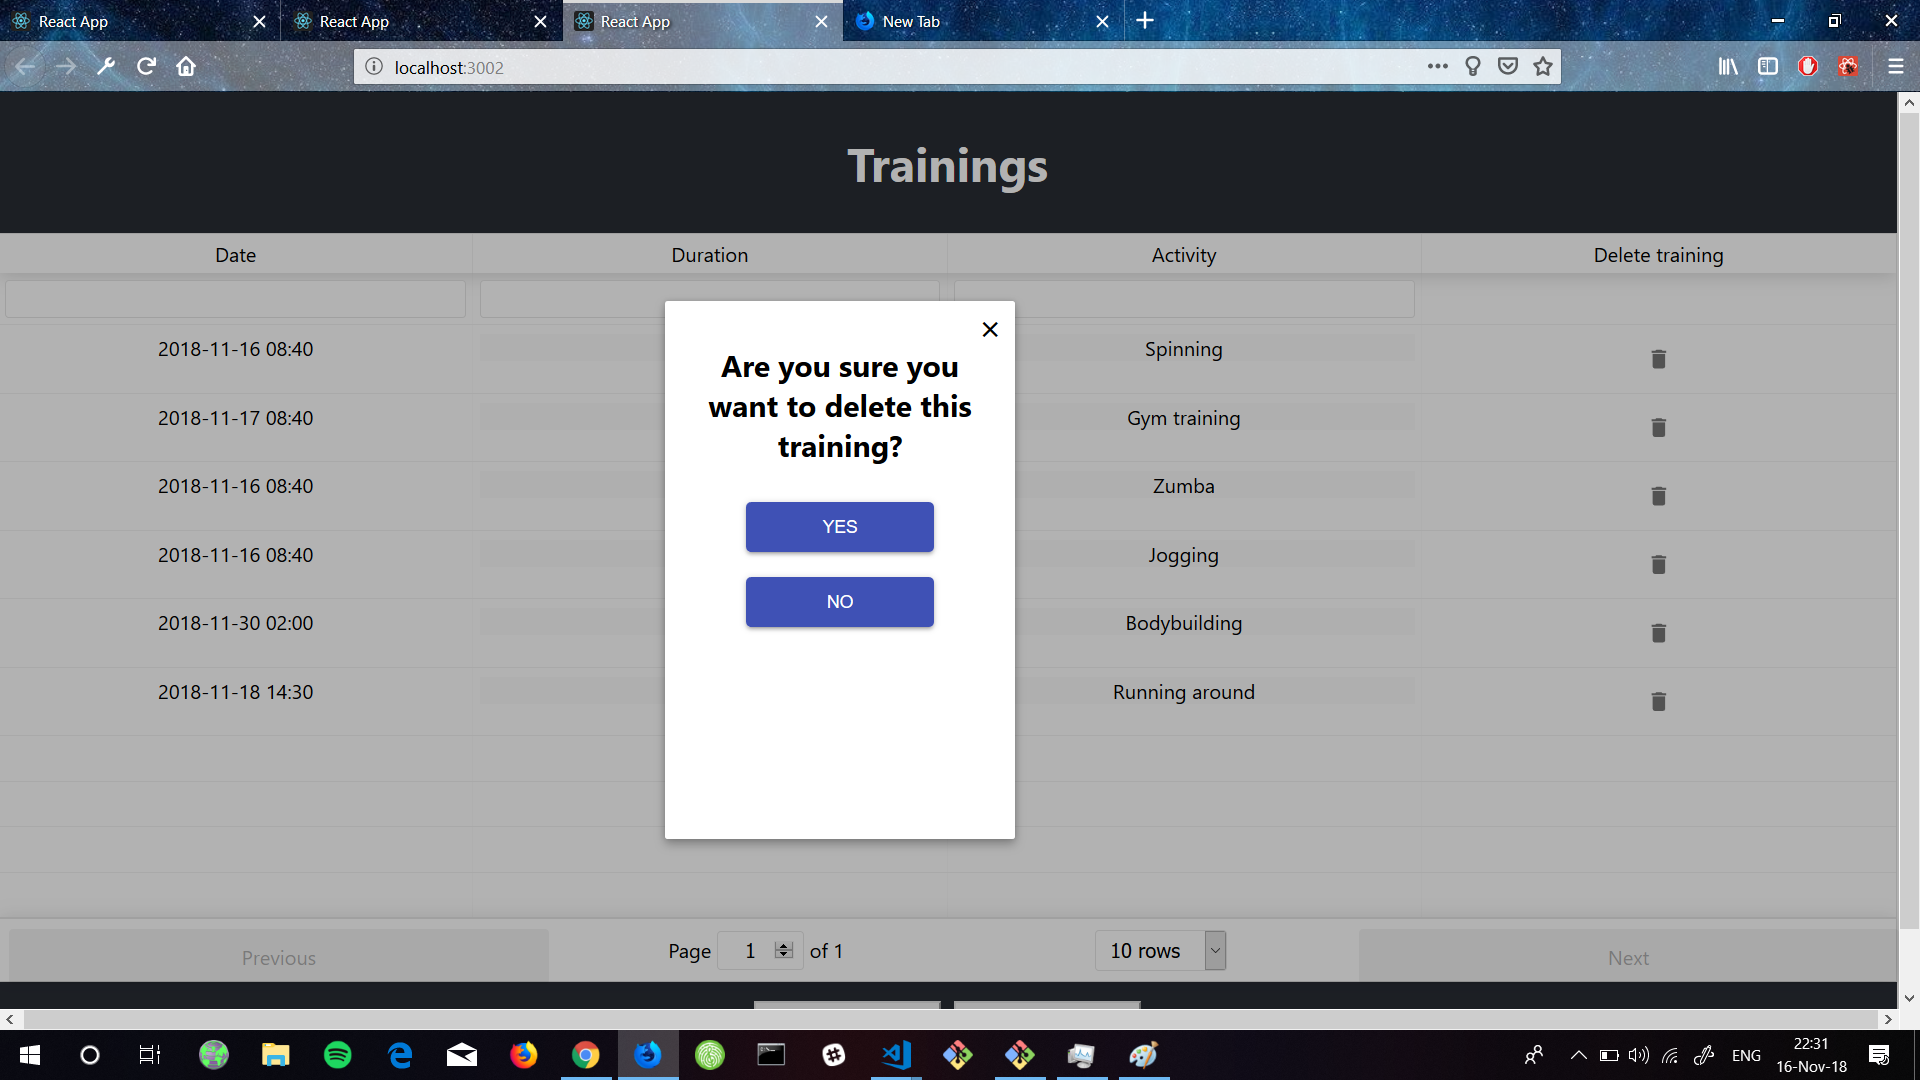 React App
React App
React App
New Tab
localhost:3002
Trainings
Date Duration Activity Delete training
2018-11-16 08:40 Spinning
2018-11-17 08:40 Gym training
2018-11-16 08:40 Zumba
2018-11-16 08:40 Jogging
2018-11-30 02:00 Bodybuilding
2018-11-18 14:30 Running around
Are you sure you
want to delete this
training?
YES
NO
Previous Page 1 of 1 10 rows Next
ENG
22:31
16-Nov-18